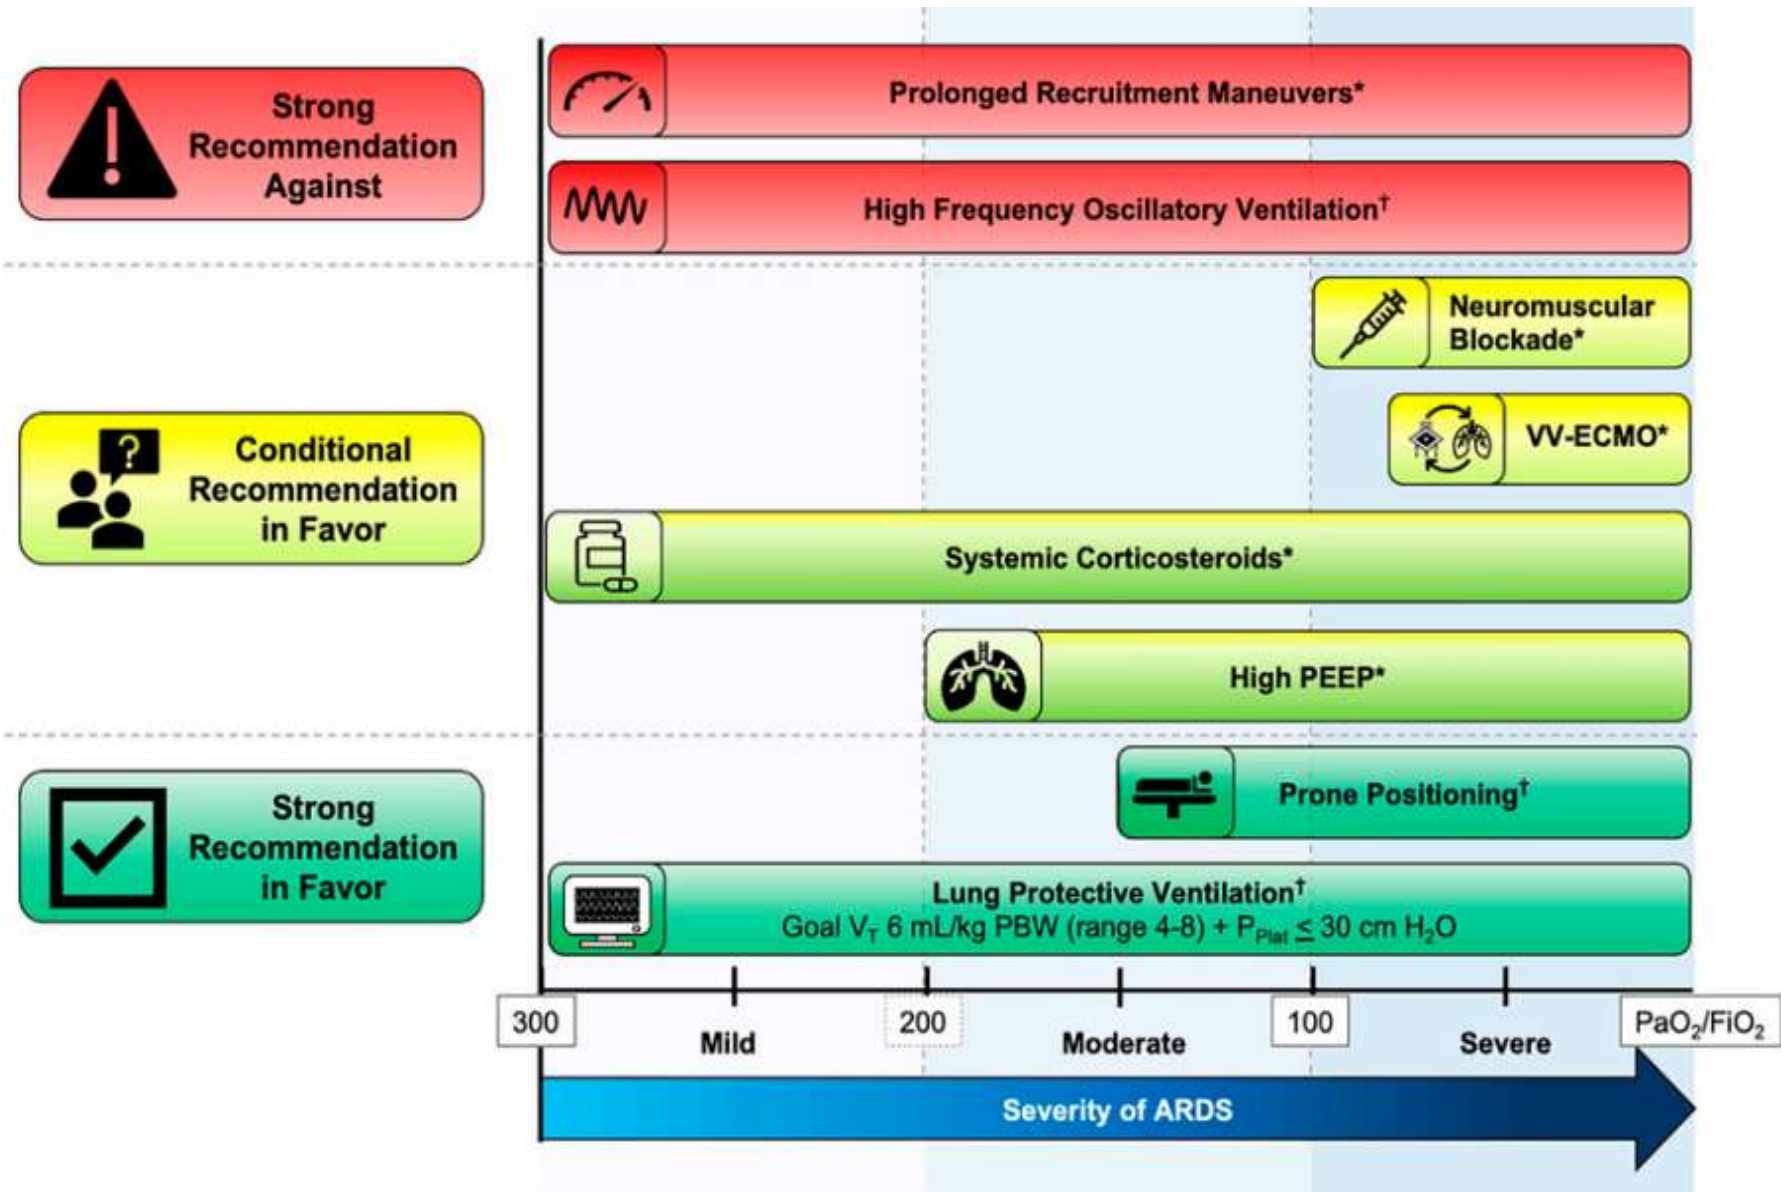 Strong
Recommendation
Against
Prolonged Recruitment Maneuvers*
High Frequency Oscillatory Ventilation†
Conditional
Recommendation
in Favor
?
Neuromuscular
Blockade*
VV-ECMO*
Systemic Corticosteroids*
High PEEP*
Strong
Recommendation
in Favor
Prone Positioning†
Lung Protective Ventilation†
Goal V_T 6 mL/kg PBW (range 4-8) + P_Plat ≤ 30 cm H₂O
300
200
100
PaO₂/FiO₂
Mild
Moderate
Severe
Severity of ARDS